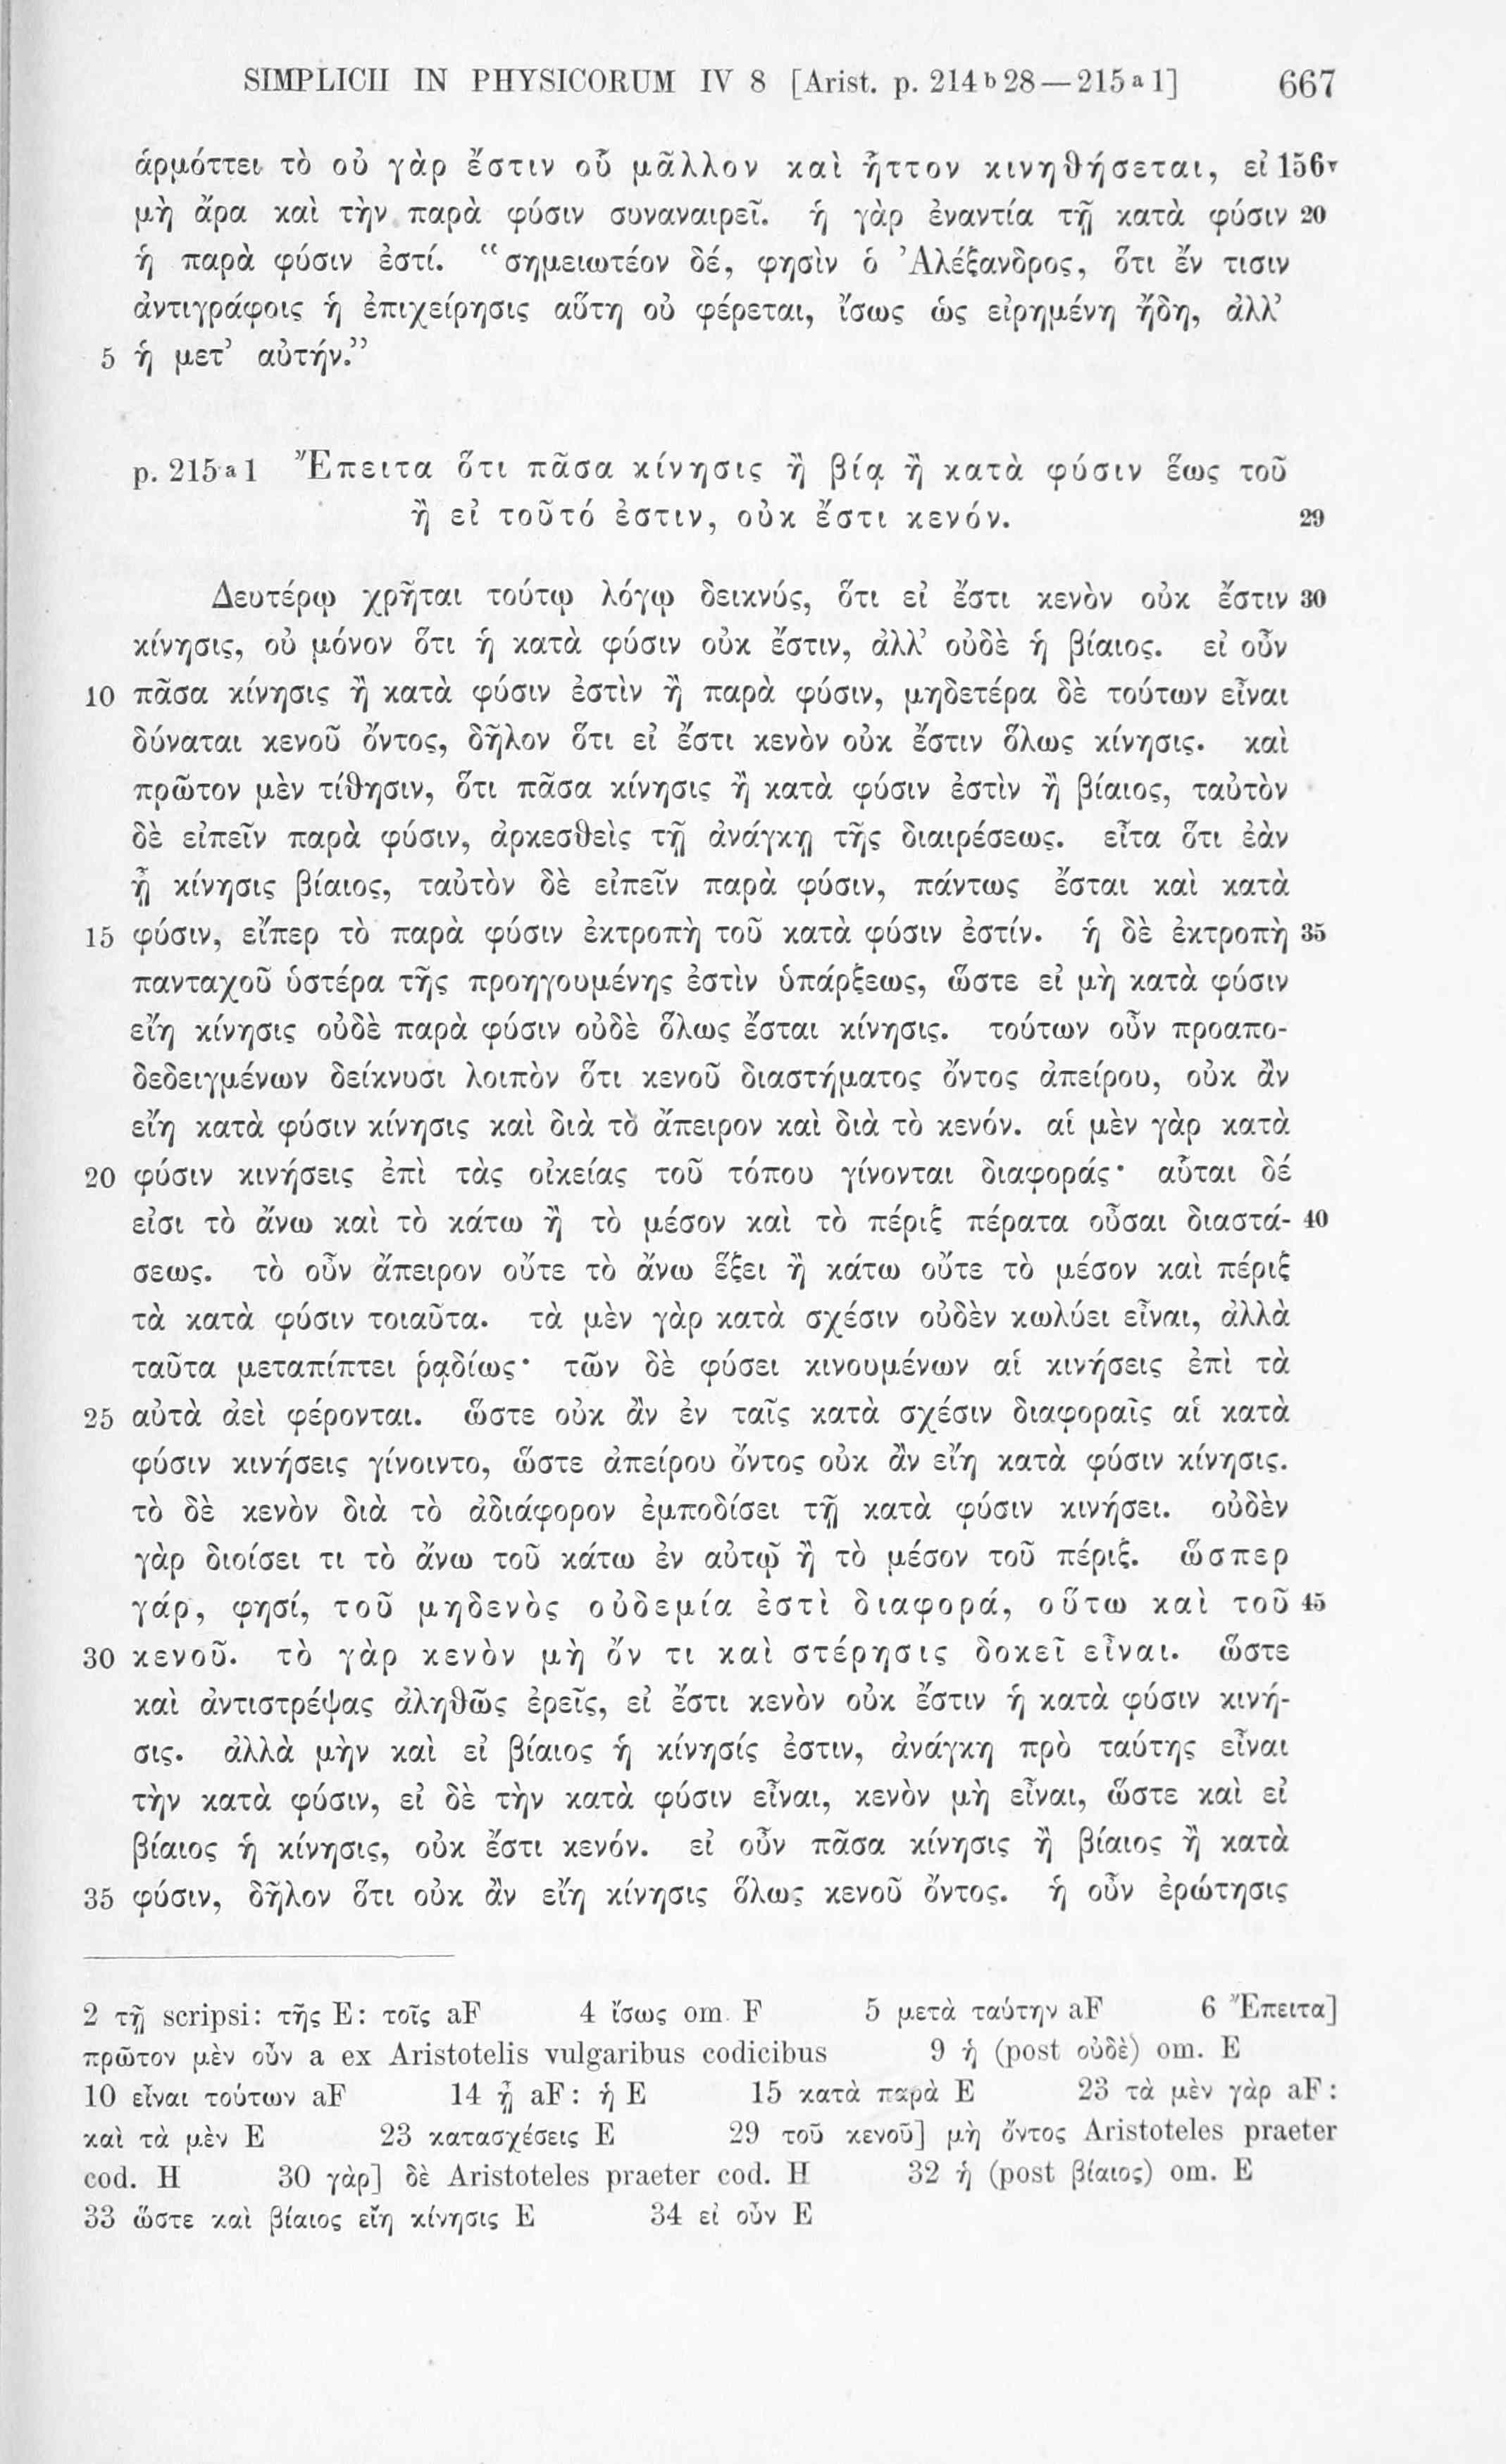 SIMPLICII IN PHYSICORUM IV 8 [Arist. p. 214 b 28—215 a 1] 667
ἁρμόττει τὸ οὐ γὰρ ἔστιν οὗ μᾶλλον καὶ ἧττον κινηθήσεται, εἰ 156v
μὴ ἄρα καὶ τὴν παρὰ φύσιν συναναιρεῖ. ἡ γὰρ ἐναντία τῇ κατὰ φύσιν 20
ἡ παρὰ φύσιν ἐστί. “σημειωτέον δέ, φησὶν ὁ Ἀλέξανδρος, ὅτι ἔν τισιν
ἀντιγράφοις ἡ ἐπιχείρησις αὕτη οὐ φέρεται, ἴσως ὡς εἰρημένη ἤδη, ἀλλ’
5 ἡ μετ’ αὐτήν.”
p. 215 a 1 Ἔπειτα ὅτι πᾶσα κίνησις ἢ βίᾳ ἢ κατὰ φύσιν ἕως τοῦ
ἢ εἰ τοῦτό ἐστιν, οὐκ ἔστι κενόν. 29
Δευτέρῳ χρῆται τούτῳ λόγῳ δεικνύς, ὅτι εἰ ἔστι κενὸν οὐκ ἔστιν 30
κίνησις, οὐ μόνον ὅτι ἡ κατὰ φύσιν οὐκ ἔστιν, ἀλλ’ οὐδὲ ἡ βίαιος. εἰ οὖν
10 πᾶσα κίνησις ἢ κατὰ φύσιν ἐστὶν ἢ παρὰ φύσιν, μηδετέρα δὲ τούτων εἶναι
δύναται κενοῦ ὄντος, δῆλον ὅτι εἰ ἔστι κενὸν οὐκ ἔστιν ὅλως κίνησις. καὶ
πρῶτον μὲν τίθησιν, ὅτι πᾶσα κίνησις ἢ κατὰ φύσιν ἐστὶν ἢ βίαιος, ταὐτὸν
δὲ εἰπεῖν παρὰ φύσιν, ἀρκεσθεὶς τῇ ἀνάγκῃ τῆς διαιρέσεως. εἶτα ὅτι ἐὰν
ᾖ κίνησις βίαιος, ταὐτὸν δὲ εἰπεῖν παρὰ φύσιν, πάντως ἔσται καὶ κατὰ
15 φύσιν, εἴπερ τὸ παρὰ φύσιν ἐκτροπὴ τοῦ κατὰ φύσιν ἐστίν. ἡ δὲ ἐκτροπὴ 35
πανταχοῦ ὑστέρα τῆς προηγουμένης ἐστὶν ὑπάρξεως, ὥστε εἰ μὴ κατὰ φύσιν
εἴη κίνησις οὐδὲ παρὰ φύσιν οὐδὲ ὅλως ἔσται κίνησις. τούτων οὖν προαπο-
δεδειγμένων δείκνυσι λοιπὸν ὅτι κενοῦ διαστήματος ὄντος ἀπείρου, οὐκ ἂν
εἴη κατὰ φύσιν κίνησις καὶ διὰ τὸ ἄπειρον καὶ διὰ τὸ κενόν. αἱ μὲν γὰρ κατὰ
20 φύσιν κινήσεις ἐπὶ τὰς οἰκείας τοῦ τόπου γίνονται διαφοράς· αὗται δέ
εἰσι τὸ ἄνω καὶ τὸ κάτω ἢ τὸ μέσον καὶ τὸ πέριξ πέρατα οὖσαι διαστά- 40
σεως. τὸ οὖν ἄπειρον οὔτε τὸ ἄνω ἕξει ἢ κάτω οὔτε τὸ μέσον καὶ πέριξ
τὰ κατὰ φύσιν τοιαῦτα. τὰ μὲν γὰρ κατὰ σχέσιν οὐδὲν κωλύει εἶναι, ἀλλὰ
ταῦτα μεταπίπτει ῥᾳδίως· τῶν δὲ φύσει κινουμένων αἱ κινήσεις ἐπὶ τὰ
25 αὐτὰ ἀεὶ φέρονται. ὥστε οὐκ ἂν ἐν ταῖς κατὰ σχέσιν διαφοραῖς αἱ κατὰ
φύσιν κινήσεις γίνοιντο, ὥστε ἀπείρου ὄντος οὐκ ἂν εἴη κατὰ φύσιν κίνησις.
τὸ δὲ κενὸν διὰ τὸ ἀδιάφορον ἐμποδίσει τῇ κατὰ φύσιν κινήσει. οὐδὲν
γὰρ διοίσει τι τὸ ἄνω τοῦ κάτω ἐν αὐτῷ ἢ τὸ μέσον τοῦ πέριξ. ὥσπερ
γάρ, φησί, τοῦ μηδενὸς οὐδεμία ἐστὶ διαφορά, οὕτω καὶ τοῦ 45
30 κενοῦ. τὸ γὰρ κενὸν μὴ ὄν τι καὶ στέρησις δοκεῖ εἶναι. ὥστε
καὶ ἀντιστρέψας ἀληθῶς ἐρεῖς, εἰ ἔστι κενὸν οὐκ ἔστιν ἡ κατὰ φύσιν κινή-
σις. ἀλλὰ μὴν καὶ εἰ βίαιος ἡ κίνησίς ἐστιν, ἀνάγκη πρὸ ταύτης εἶναι
τὴν κατὰ φύσιν, εἰ δὲ τὴν κατὰ φύσιν εἶναι, κενὸν μὴ εἶναι, ὥστε καὶ εἰ
βίαιος ἡ κίνησις, οὐκ ἔστι κενόν. εἰ οὖν πᾶσα κίνησις ἢ βίαιος ἢ κατὰ
35 φύσιν, δῆλον ὅτι οὐκ ἂν εἴη κίνησις ὅλως κενοῦ ὄντος. ἡ οὖν ἐρώτησις
2 τῇ scripsi: τῆς E: τοῖς aF 4 ἴσως om. F 5 μετὰ ταύτην aF 6 Ἔπειτα]
πρῶτον μὲν οὖν a ex Aristotelis vulgaribus codicibus 9 ἡ (post οὐδὲ) om. E
10 εἶναι τούτων aF 14 ᾖ aF: ἡ E 15 κατὰ παρὰ E 23 τὰ μὲν γὰρ aF:
καὶ τὰ μὲν E 23 κατασχέσεις E 29 τοῦ κενοῦ] μὴ ὄντος Aristoteles praeter
cod. H 30 γὰρ] δὲ Aristoteles praeter cod. H 32 ἡ (post βίαιος) om. E
33 ὥστε καὶ βίαιος εἴη κίνησις E 34 εἰ οὖν E